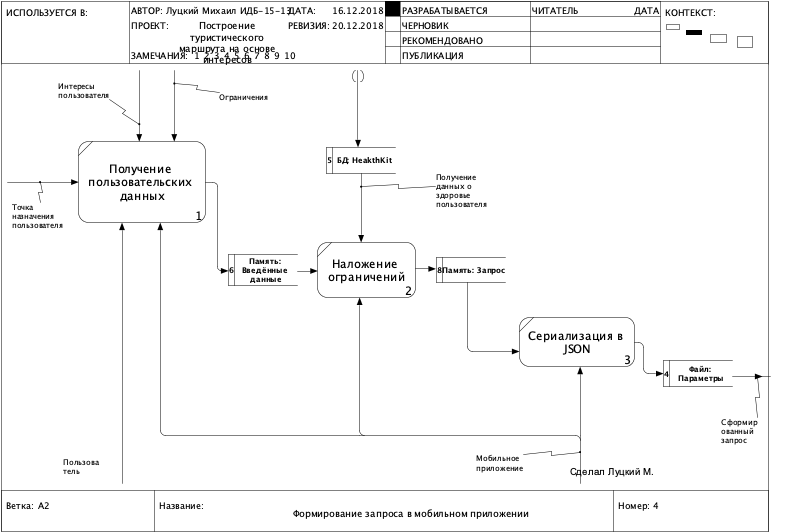 ИСПОЛЬЗУЕТСЯ В:
АВТОР: Луцкий Михаил ИДБ-15-13
ДАТА: 16.12.2018
РЕВИЗИЯ: 20.12.2018
ПРОЕКТ: Построение
туристического
маршрута на основе
интересов
ЗАМЕЧАНИЯ: 1 2 3 4 5 6 7 8 9 10
РАЗРАБАТЫВАЕТСЯ
ЧЕРНОВИК
РЕКОМЕНДОВАНО
ПУБЛИКАЦИЯ
ЧИТАТЕЛЬ ДАТА
КОНТЕКСТ:
Интересы
пользователя
Ограничения
Получение
пользовательских
данных
1
Точка
назначения
пользователя
5 БД: HeakthKit
Получение
данных о
здоровье
пользователя
6 Память:
Введённые
данные
Наложение
ограничений
2
8 Память: Запрос
Сериализация в
JSON
3
4 Файл:
Параметры
Сформир
ованный
запрос
Пользова
тель
Мобильное
приложение
Сделал Луцкий М.
Ветка: A2
Название:
Формирование запроса в мобильном приложении
Номер: 4